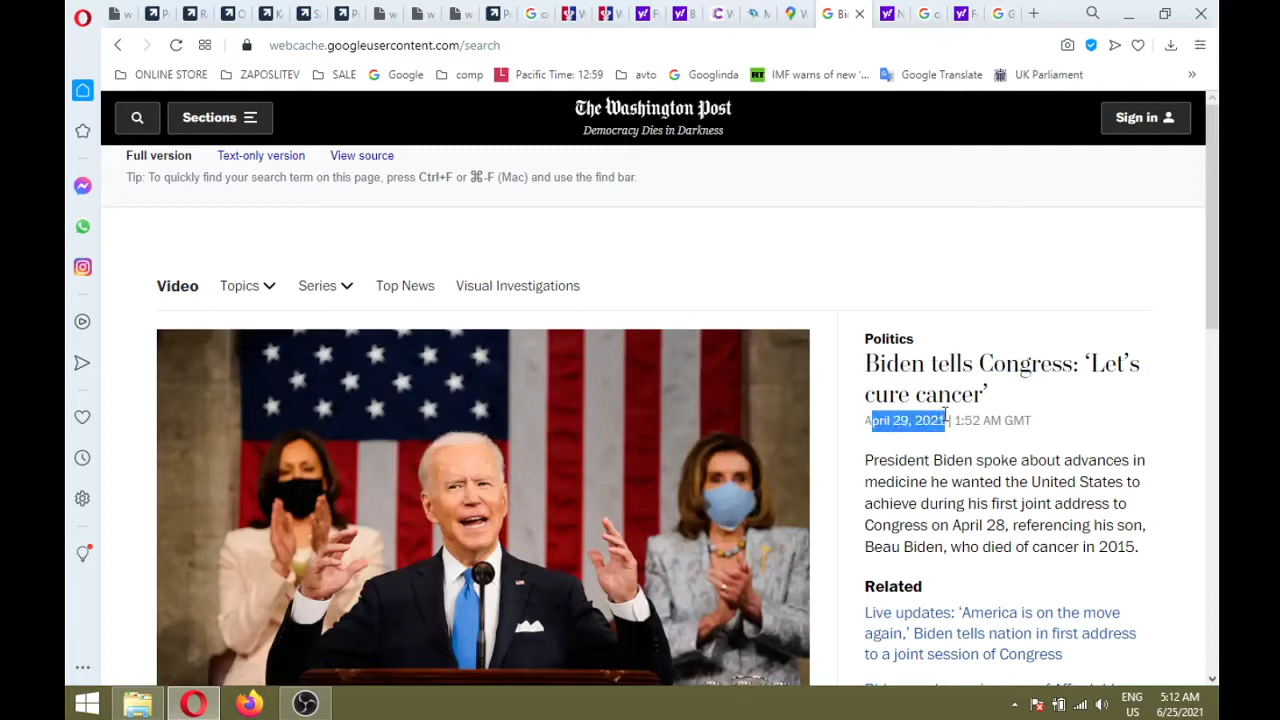 webcache.googleusercontent.com/search
ONLINE STORE
ZAPOSLITEV
SALE
Google
comp
Pacific Time: 12:59
avto
Googlinda
IMF warns of new '...
Google Translate
UK Parliament
»
Sections
The Washington Post
Democracy Dies in Darkness
Sign in
Full version
Text-only version
View source
Tip: To quickly find your search term on this page, press Ctrl+F or ⌘-F (Mac) and use the find bar.
Video
Topics
Series
Top News
Visual Investigations
Politics
Biden tells Congress: ‘Let’s
cure cancer’
April 29, 2021 | 1:52 AM GMT
President Biden spoke about advances in
medicine he wanted the United States to
achieve during his first joint address to
Congress on April 28, referencing his son,
Beau Biden, who died of cancer in 2015.
Related
Live updates: ‘America is on the move
again,’ Biden tells nation in first address
to a joint session of Congress
ENG
US
5:12 AM
6/25/2021